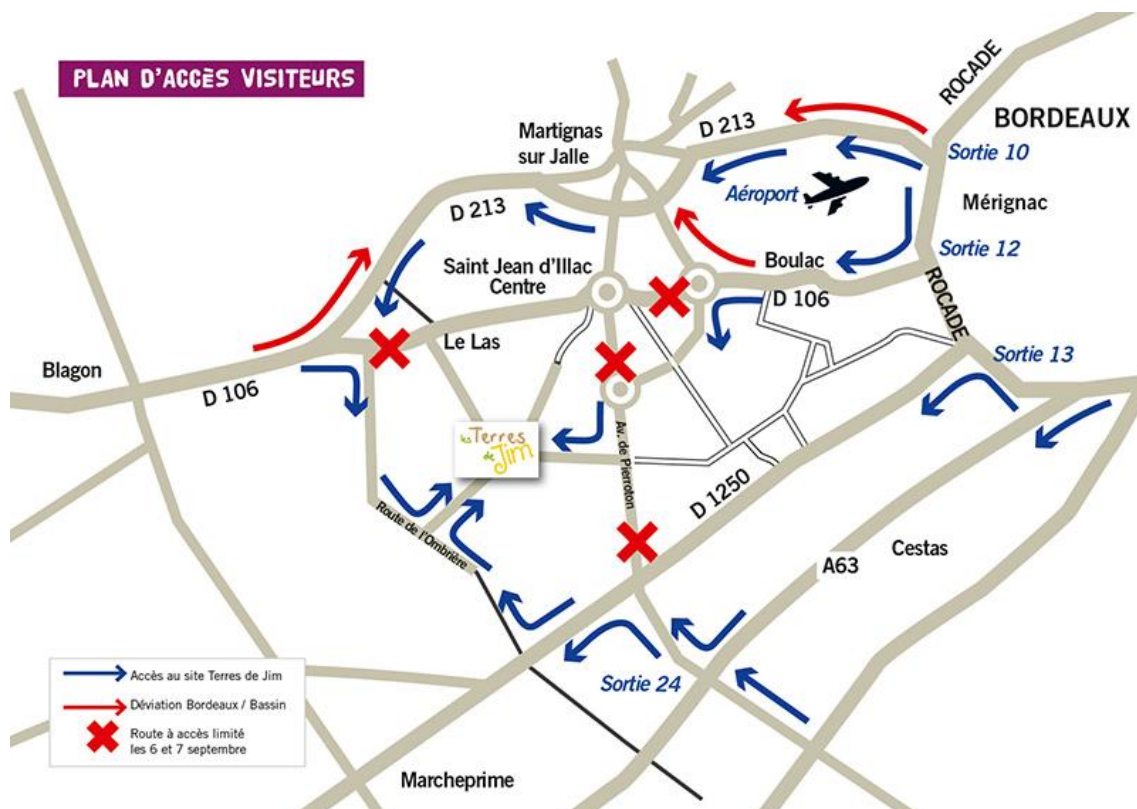 PLAN D'ACCÈS VISITEURS
ROCADE
BORDEAUX
D 213
Martignas
sur Jalle
Sortie 10
Aéroport
Mérignac
D 213
Sortie 12
Boulac
Saint Jean d'Illac
Centre
D 106
ROCADE
Le Las
Sortie 13
Blagon
D 106
les Terres
de Jim
Av. de Pierroton
D 1250
Route de l'Ombrière
Cestas
A63
Accès au site Terres de Jim
Sortie 24
Déviation Bordeaux / Bassin
Route à accès limité
les 6 et 7 septembre
Marcheprime